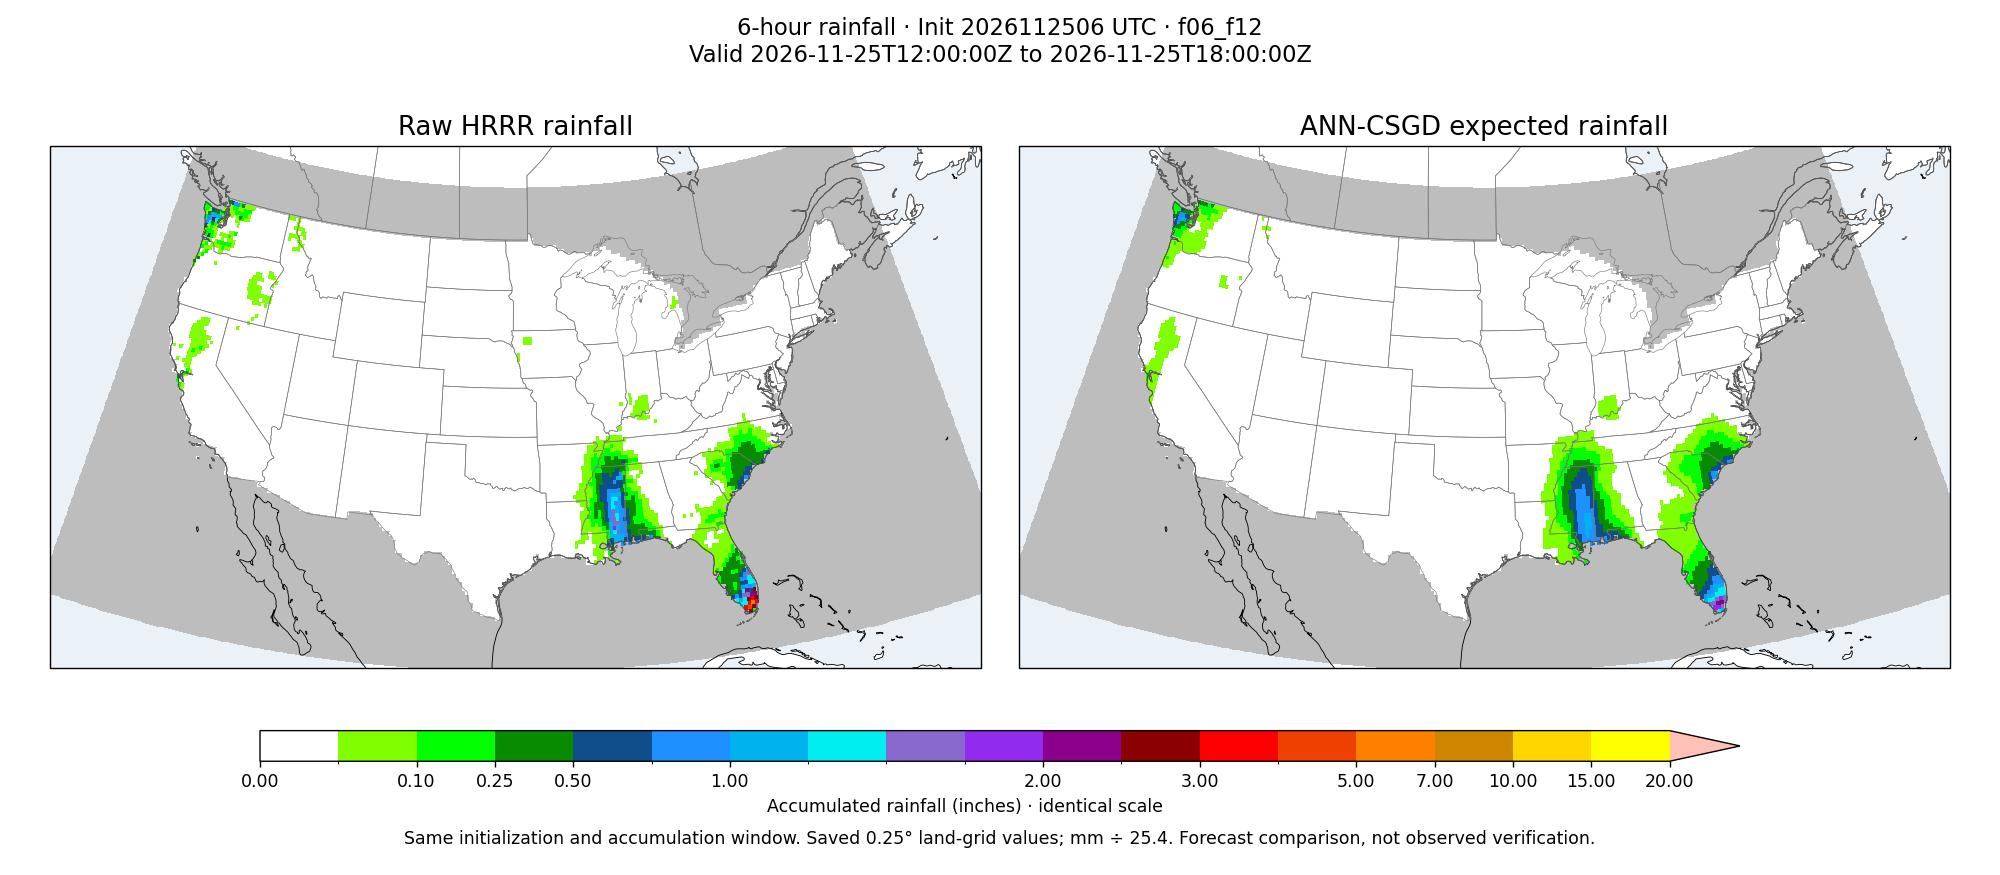 6-hour rainfall · Init 2026112506 UTC · f06_f12
Valid 2026-11-25T12:00:00Z to 2026-11-25T18:00:00Z
Raw HRRR rainfall
ANN-CSGD expected rainfall
0.00 0.10 0.25 0.50 1.00 2.00 3.00 5.00 7.00 10.00 15.00 20.00
Accumulated rainfall (inches) · identical scale
Same initialization and accumulation window. Saved 0.25° land-grid values; mm ÷ 25.4. Forecast comparison, not observed verification.